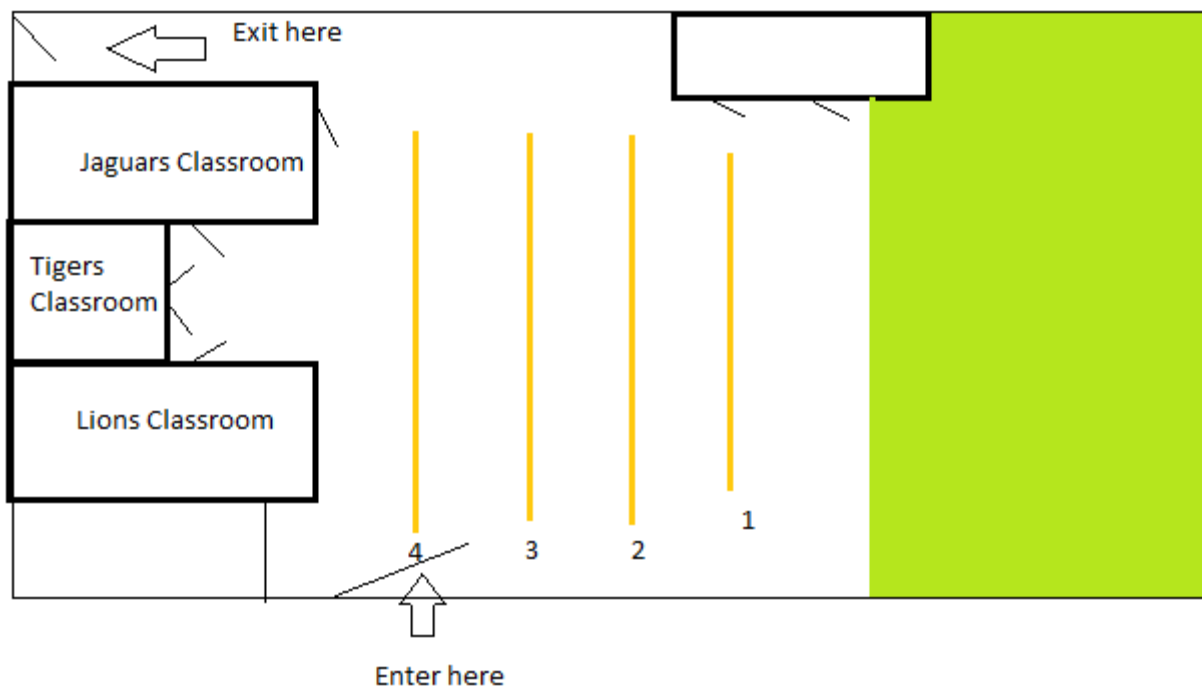 Exit here
Jaguars Classroom
Tigers
Classroom
Lions Classroom
1
4
3
2
Enter here